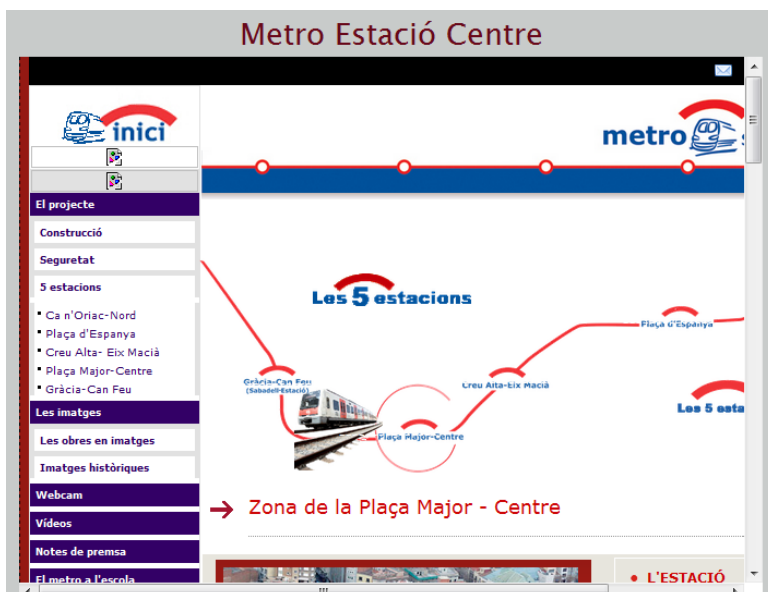 Metro Estació Centre
inici
metro
El projecte
Construcció
Seguretat
5 estacions
Ca n'Oriac-Nord
Plaça d'Espanya
Creu Alta- Eix Macià
Plaça Major-Centre
Gràcia-Can Feu
Les imatges
Les obres en imatges
Imatges històriques
Webcam
Vídeos
Notes de premsa
El metro a l'escola
Les 5 estacions
Plaça d'Espanya
Gràcia-Can Feu
(Sabadell-Estació)
Creu Alta-Eix Macià
Plaça Major-Centre
Les 5 esta
Zona de la Plaça Major - Centre
L'ESTACIÓ